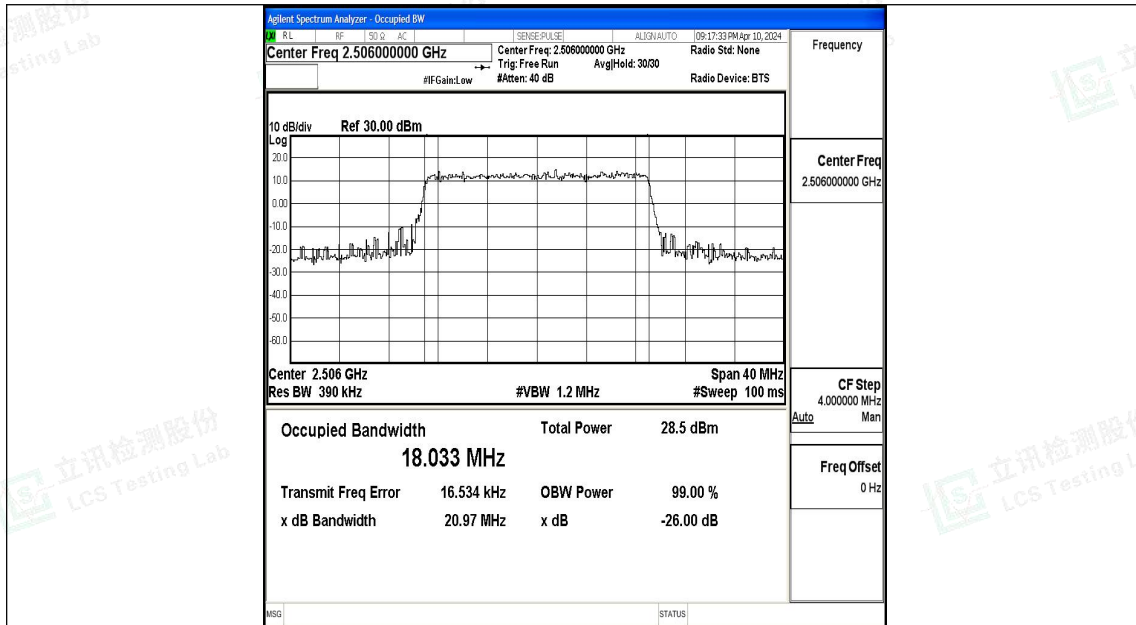 Agilent Spectrum Analyzer - Occupied BW
RL RF 50 Ω AC SENSE:PULSE ALIGNAUTO 09:17:33 PM Apr 10, 2024
Center Freq 2.506000000 GHz
Center Freq: 2.506000000 GHz Radio Std: None
Trig: Free Run Avg|Hold: 30/30
#IFGain:Low #Atten: 40 dB Radio Device: BTS
10 dB/div Ref 30.00 dBm
Log
20.0
10.0
0.00
-10.0
-20.0
-30.0
-40.0
-50.0
-60.0
Center 2.506 GHz Span 40 MHz
Res BW 390 kHz #VBW 1.2 MHz #Sweep 100 ms
Occupied Bandwidth Total Power 28.5 dBm
18.033 MHz
Transmit Freq Error 16.534 kHz OBW Power 99.00 %
x dB Bandwidth 20.97 MHz x dB -26.00 dB
MSG STATUS
Frequency
Center Freq
2.506000000 GHz
CF Step
4.000000 MHz
Auto Man
Freq Offset
0 Hz
立讯检测股份
LCS Testing Lab
立讯检测股份
LCS Testing L